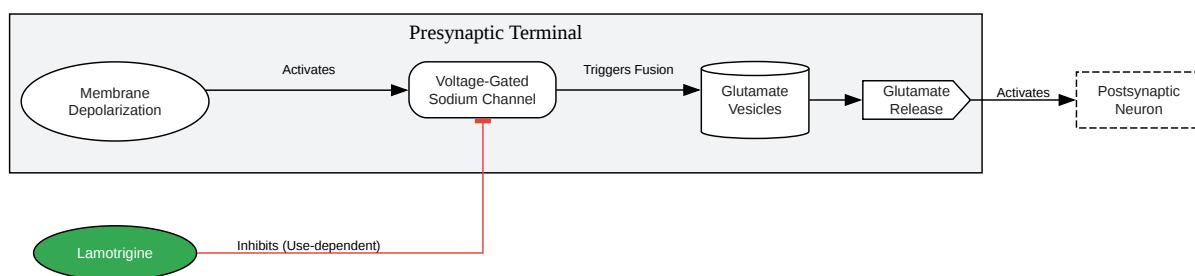 Presynaptic Terminal
Membrane
Depolarization
Activates
Voltage-Gated
Sodium Channel
Triggers Fusion
Glutamate
Vesicles
Glutamate
Release
Activates
Postsynaptic
Neuron
Lamotrigine
Inhibits (Use-dependent)